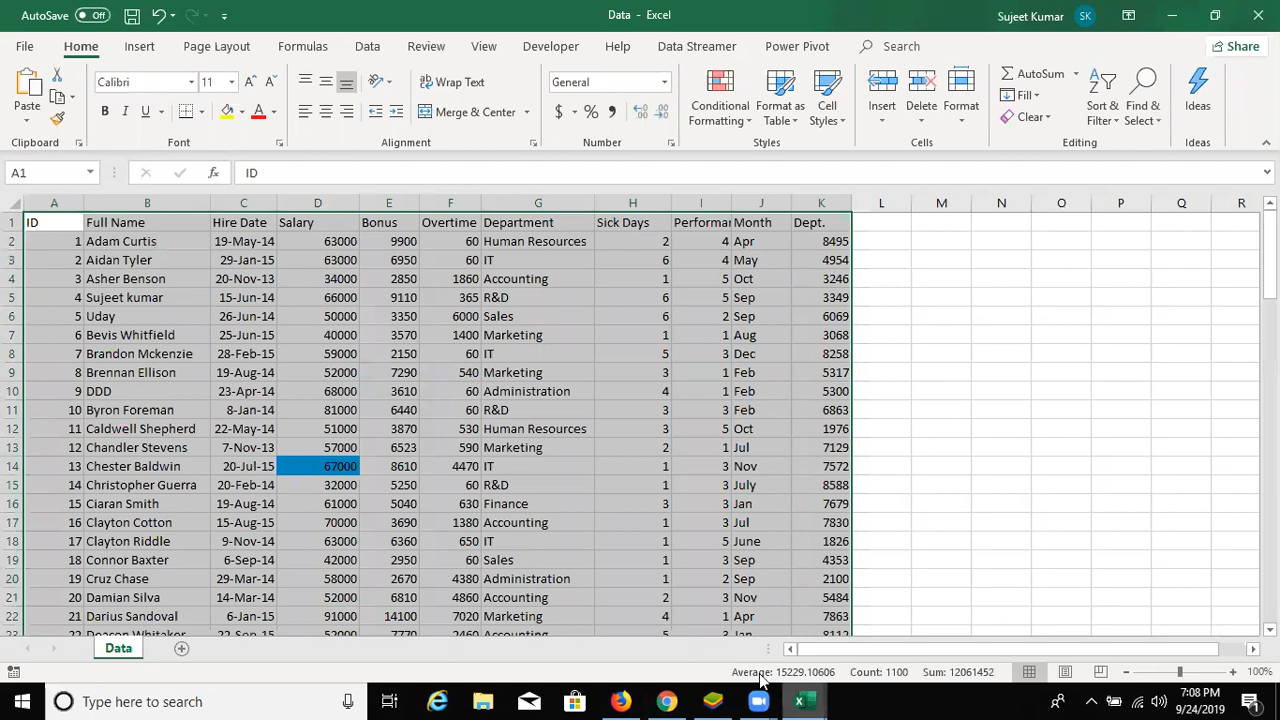 AutoSave Off Data - Excel Sujeet Kumar SK
File Home Insert Page Layout Formulas Data Review View Developer Help Data Streamer Power Pivot Search Share
Paste Calibri 11 Wrap Text General Conditional Formatting Format as Table Cell Styles Insert Delete Format AutoSum Fill Clear Sort & Filter Find & Select Ideas
B I U Merge & Center $ % ,
Clipboard Font Alignment Number Styles Cells Editing Ideas
A1 fx ID
A B C D E F G H I J K L M N O P Q R
1 ID Full Name Hire Date Salary Bonus Overtime Department Sick Days Performar Month Dept.
2 1 Adam Curtis 19-May-14 63000 9900 60 Human Resources 2 4 Apr 8495
3 2 Aidan Tyler 29-Jan-15 63000 6950 60 IT 6 4 May 4954
4 3 Asher Benson 20-Nov-13 34000 2850 1860 Accounting 1 5 Oct 3246
5 4 Sujeet kumar 15-Jun-14 66000 9110 365 R&D 6 5 Sep 3349
6 5 Uday 26-Jun-14 50000 3350 6000 Sales 6 2 Sep 6069
7 6 Bevis Whitfield 25-Jun-15 40000 3570 1400 Marketing 1 1 Aug 3068
8 7 Brandon Mckenzie 28-Feb-15 59000 2150 60 IT 5 3 Dec 8258
9 8 Brennan Ellison 19-Aug-14 52000 7290 540 Marketing 3 1 Feb 5317
10 9 DDD 23-Apr-14 68000 3610 60 Administration 4 1 Feb 5300
11 10 Byron Foreman 8-Jan-14 81000 6440 60 R&D 3 3 Feb 6863
12 11 Caldwell Shepherd 22-May-14 51000 3870 530 Human Resources 3 5 Oct 1976
13 12 Chandler Stevens 7-Nov-13 57000 6523 590 Marketing 2 1 Jul 7129
14 13 Chester Baldwin 20-Jul-15 67000 8610 4470 IT 1 3 Nov 7572
15 14 Christopher Guerra 20-Feb-14 32000 5250 60 R&D 1 3 July 8588
16 15 Ciaran Smith 19-Aug-14 61000 5040 630 Finance 3 3 Jan 7679
17 16 Clayton Cotton 15-Aug-15 70000 3690 1380 Accounting 1 3 Jul 7830
18 17 Clayton Riddle 9-Nov-14 63000 6360 650 IT 1 5 June 1826
19 18 Connor Baxter 6-Sep-14 42000 2950 60 Sales 1 3 Sep 4353
20 19 Cruz Chase 29-Mar-14 58000 2670 4380 Administration 1 2 Sep 2100
21 20 Damian Silva 14-Mar-14 52000 6810 4860 Accounting 2 3 Nov 5484
22 21 Darius Sandoval 6-Jan-15 91000 14100 7020 Marketing 4 1 Apr 7863
23 22 Deacon Whitaker 22-Sep-15 52000 7770 2460 Accounting 5 3 Jan 8112
Data
Average: 15229.10606 Count: 1100 Sum: 12061452 100%
Type here to search 7:08 PM
9/24/2019 1